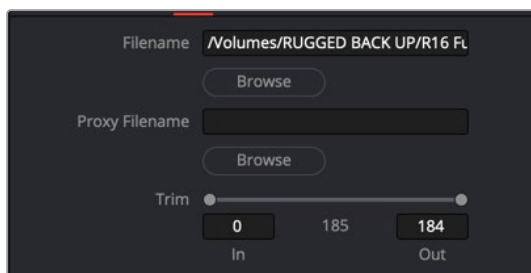 Filename /Volumes/RUGGED BACK UP/R16 Fu
Browse
Proxy Filename
Browse
Trim
0 185 184
In Out